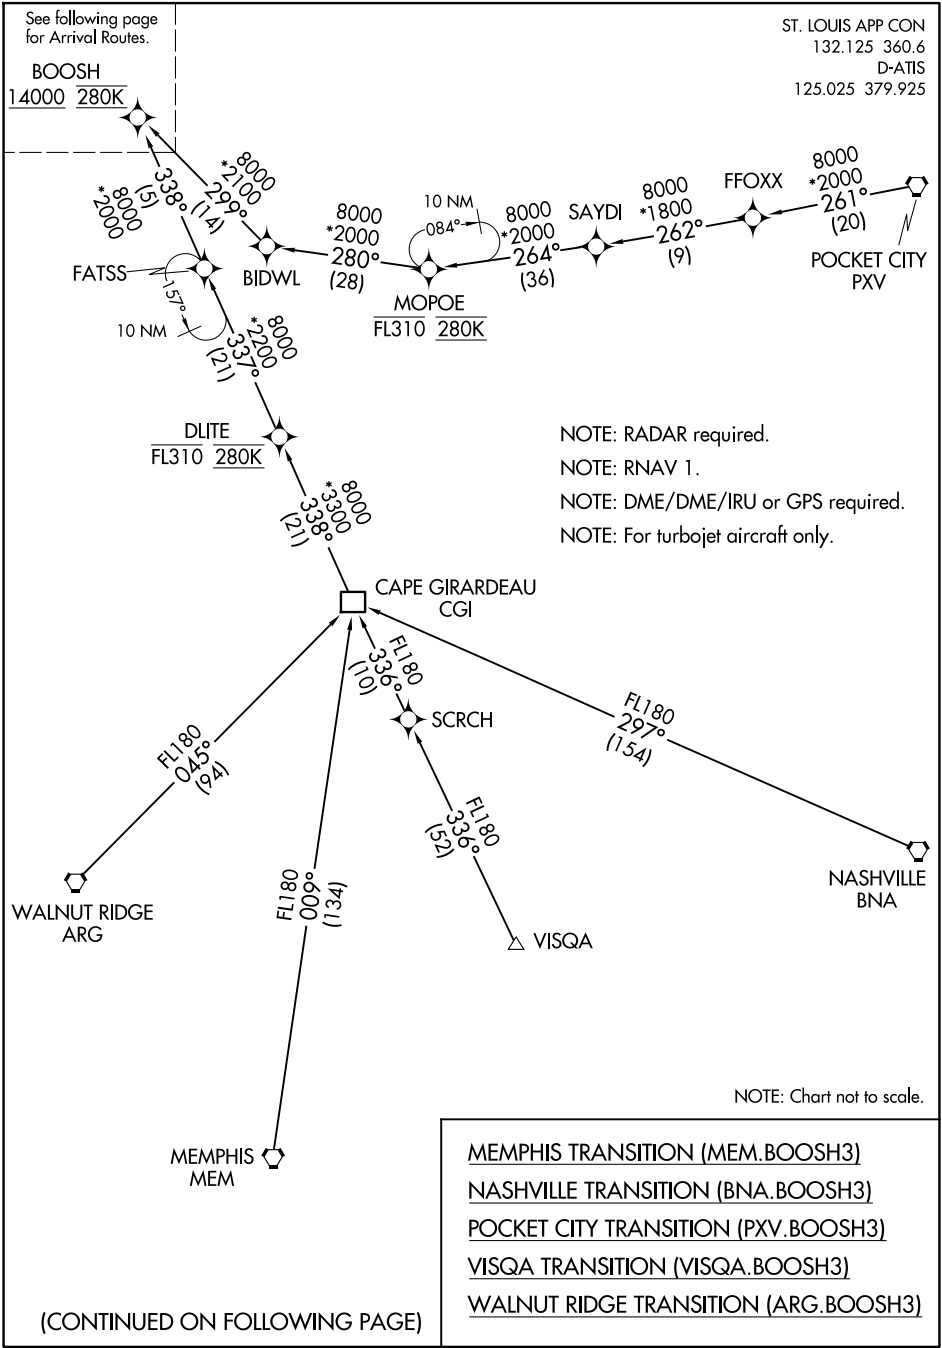 See following page
for Arrival Routes.
ST. LOUIS APP CON
132.125 360.6
D-ATIS
125.025 379.925
BOOSH
14000 280K
8000
*2000
338°
(5)
8000
*2100
299°
(14)
8000
*2000
280°
(28)
10 NM
084°
8000
*2000
264°
(36)
SAYDI
8000
*1800
262°
(9)
FFOXX
8000
*2000
261°
(20)
POCKET CITY
PXV
FATSS
BIDWL
MOPOE
FL310 280K
157°
10 NM
8000
*2200
337°
(21)
DLITE
FL310 280K
NOTE: RADAR required.
NOTE: RNAV 1.
NOTE: DME/DME/IRU or GPS required.
NOTE: For turbojet aircraft only.
8000
*3300
338°
(21)
CAPE GIRARDEAU
CGI
FL180
336°
(10)
SCRCH
FL180
297°
(154)
FL180
045°
(94)
FL180
336°
(52)
FL180
009°
(134)
WALNUT RIDGE
ARG
VISQA
NASHVILLE
BNA
MEMPHIS
MEM
NOTE: Chart not to scale.
MEMPHIS TRANSITION (MEM.BOOSH3)
NASHVILLE TRANSITION (BNA.BOOSH3)
POCKET CITY TRANSITION (PXV.BOOSH3)
VISQA TRANSITION (VISQA.BOOSH3)
WALNUT RIDGE TRANSITION (ARG.BOOSH3)
(CONTINUED ON FOLLOWING PAGE)